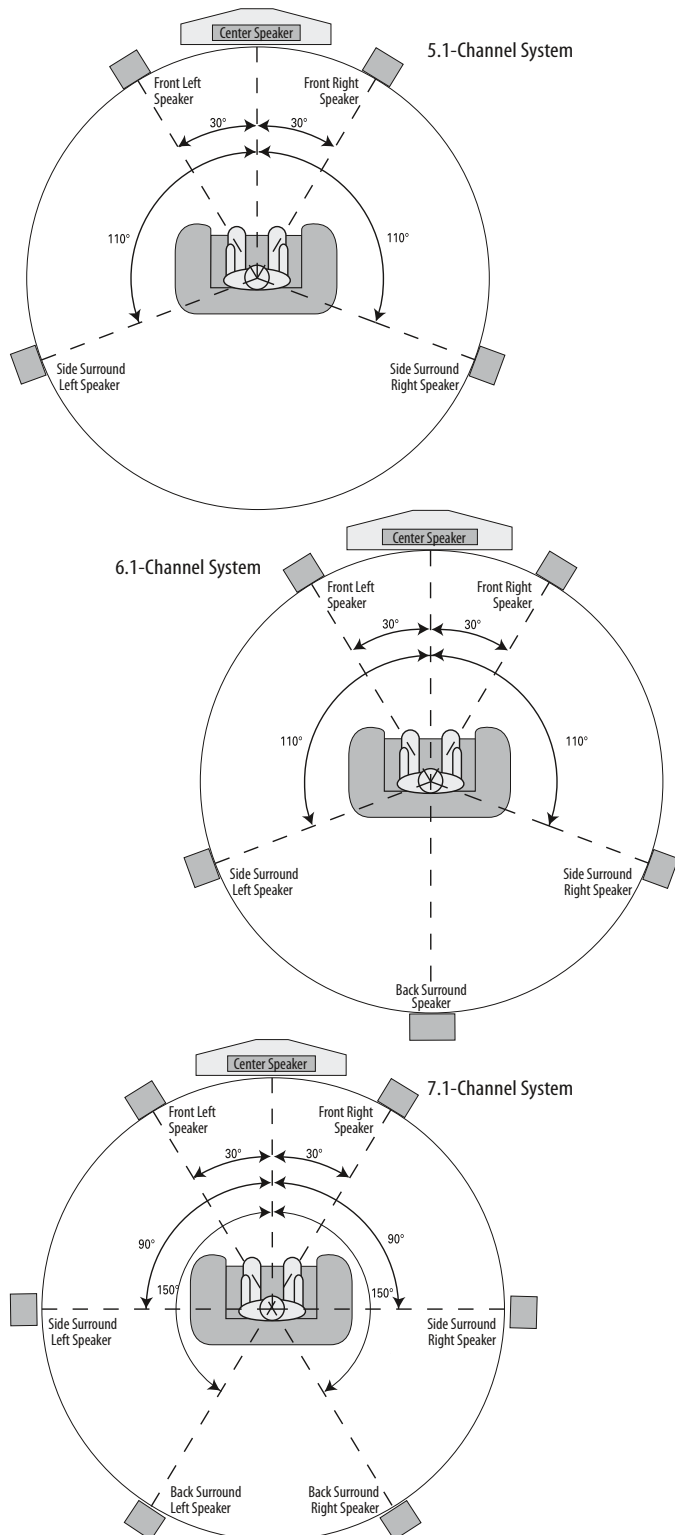 Center Speaker
5.1-Channel System
Front Left
Speaker
Front Right
Speaker
30°
30°
110°
110°
Side Surround
Left Speaker
Side Surround
Right Speaker
Center Speaker
6.1-Channel System
Front Left
Speaker
Front Right
Speaker
30°
30°
110°
110°
Side Surround
Left Speaker
Side Surround
Right Speaker
Back Surround
Speaker
Center Speaker
7.1-Channel System
Front Left
Speaker
Front Right
Speaker
30°
30°
90°
90°
150°
150°
Side Surround
Left Speaker
Side Surround
Right Speaker
Back Surround
Left Speaker
Back Surround
Right Speaker